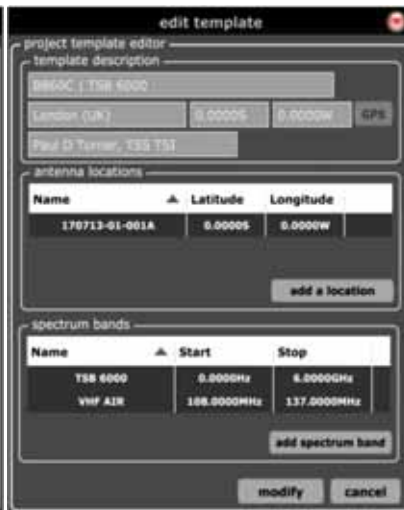 edit template
project template editor
template description
B860C | TSB 6000
London (UK) 0.0000S 0.0000W GPS
Paul D Turner, TSS TSI
antenna locations
Name Latitude Longitude
170713-01-001A 0.0000S 0.0000W
add a location
spectrum bands
Name Start Stop
TSB 6000 0.0000Hz 6.0000GHz
VHF AIR 108.0000MHz 137.0000MHz
add spectrum band
modify cancel